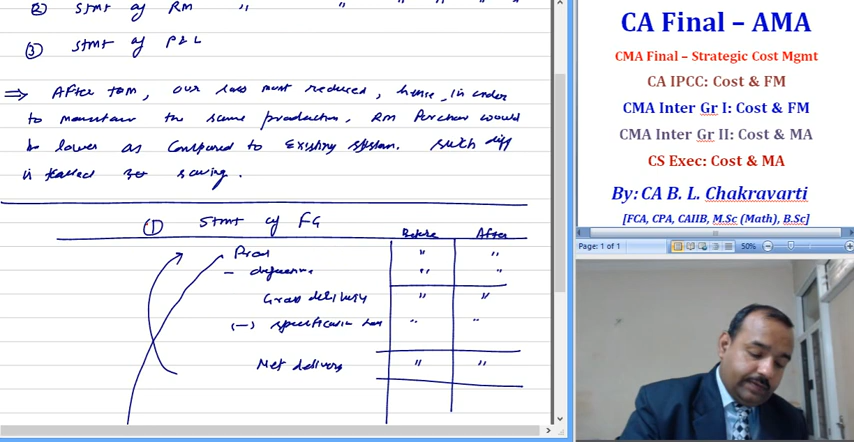 ② Stmt of RM " " " " " "
③ Stmt of P&L
⇒ After TQM, our loss must reduced, hence, in order
to maintain the same production, RM Purchase would
be lower as compared to existing system. Such diff
is called saving.
① Stmt of FG
Before After
Prod " "
- defective " "
Gross delivery " "
(-) specification loss " "
Net delivery " "
CA Final – AMA
CMA Final – Strategic Cost Mgmt
CA IPCC: Cost & FM
CMA Inter Gr I: Cost & FM
CMA Inter Gr II: Cost & MA
CS Exec: Cost & MA
By: CA B. L. Chakravarti
[FCA, CPA, CAIIB, M.Sc (Math), B.Sc]
Page: 1 of 1 50%